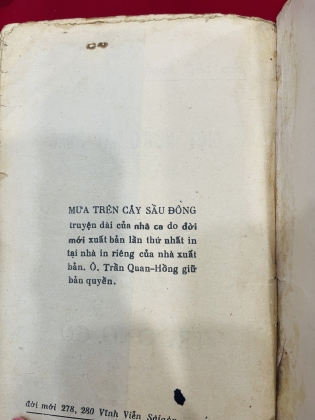 MƯA TRÊN CÂY SẦU ĐÔNG
truyện dài của nhã ca do đời
mới xuất bản lần thứ nhất in
tại nhà in riêng của nhà xuất
bản. Ô. Trần Quan-Hồng giữ
bản quyền.
đời mới 278, 280 Vĩnh Viễn Sàigòn